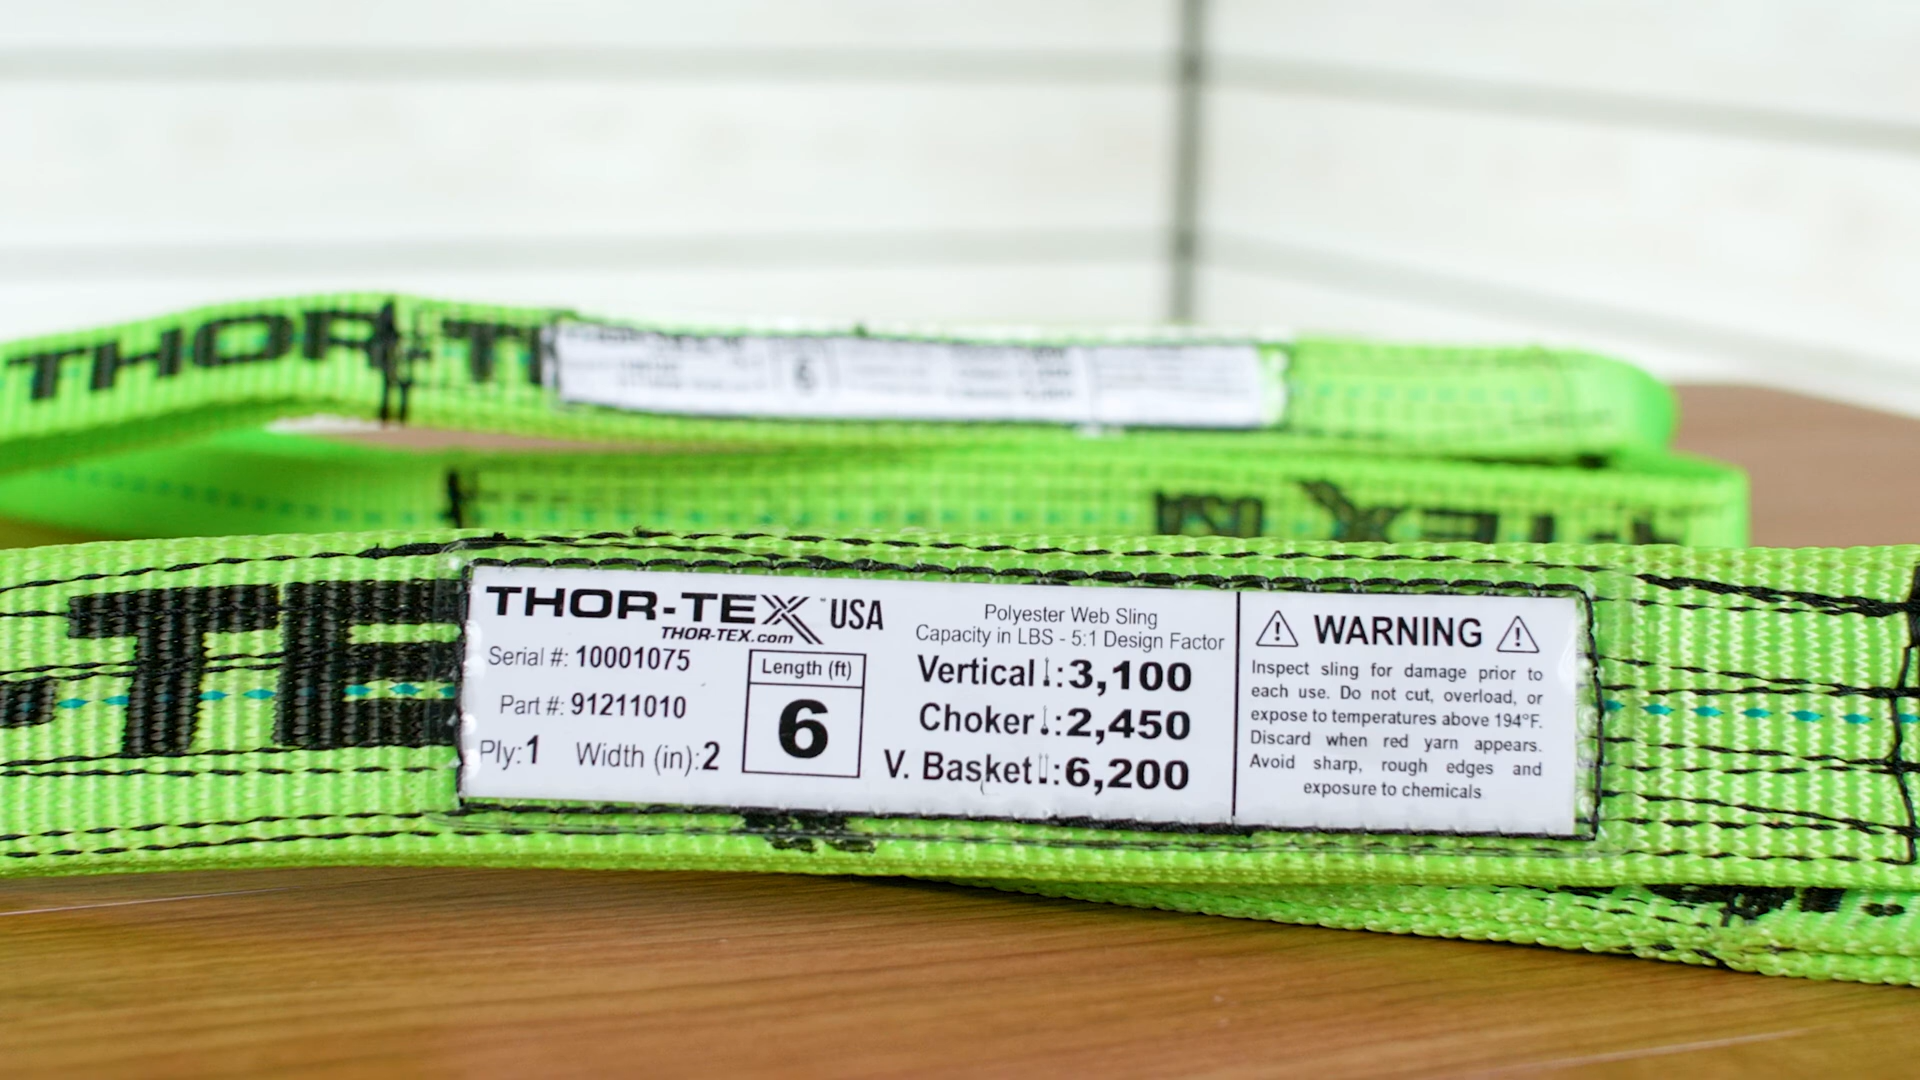 THOR-TE
6
TE
THOR-TEX™ USA
THOR-TEX.com
Serial #: 10001075
Part #: 91211010
Ply:1 Width (in):2
Length (ft)
6
Polyester Web Sling
Capacity in LBS - 5:1 Design Factor
Vertical :3,100
Choker :2,450
V. Basket :6,200
WARNING
Inspect sling for damage prior to
each use. Do not cut, overload, or
expose to temperatures above 194°F.
Discard when red yarn appears.
Avoid sharp, rough edges and
exposure to chemicals